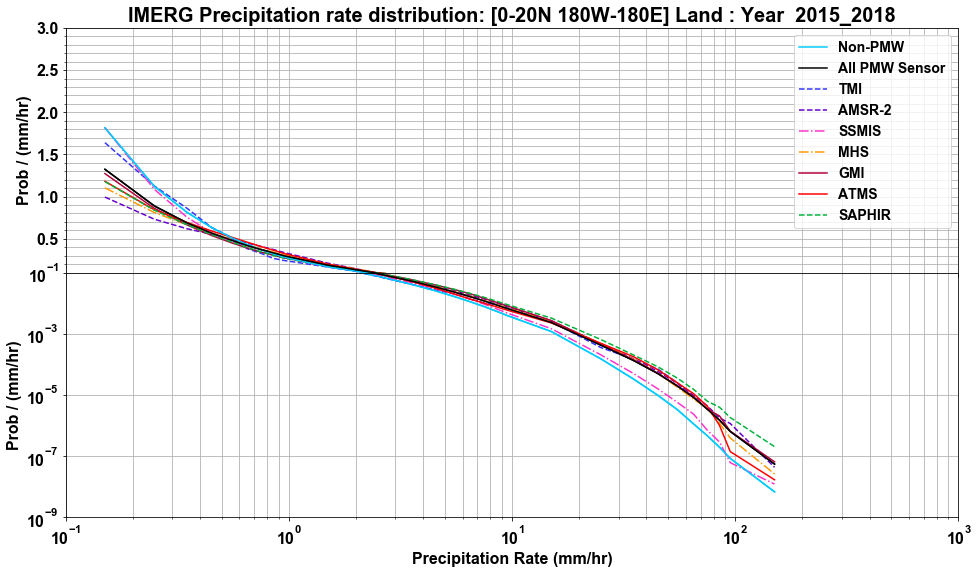 IMERG Precipitation rate distribution: [0-20N 180W-180E] Land : Year 2015_2018
Prob / (mm/hr)
3.0
2.5
2.0
1.5
1.0
0.5
Non-PMW
All PMW Sensor
TMI
AMSR-2
SSMIS
MHS
GMI
ATMS
SAPHIR
Prob / (mm/hr)
10⁻¹
10⁻³
10⁻⁵
10⁻⁷
10⁻⁹
10⁻¹ 10⁰ 10¹ 10² 10³
Precipitation Rate (mm/hr)